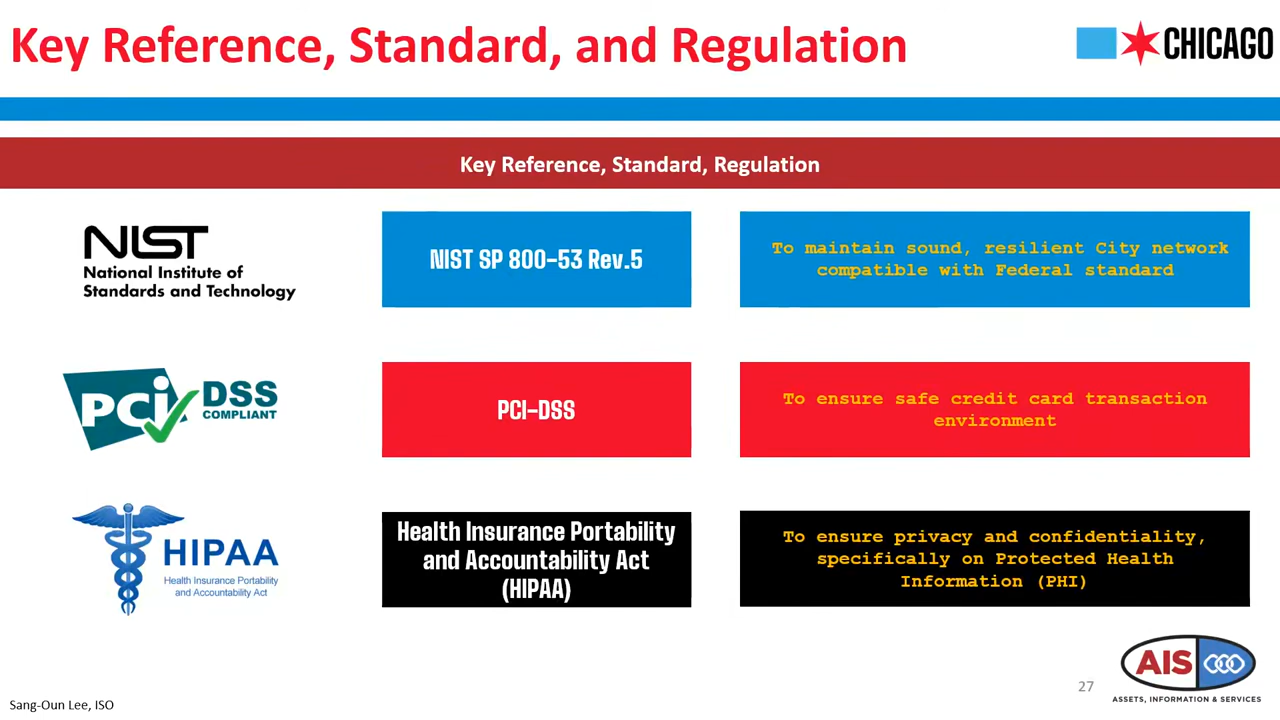 Key Reference, Standard, and Regulation
CHICAGO
Key Reference, Standard, Regulation
NIST
National Institute of
Standards and Technology
NIST SP 800-53 Rev.5
To maintain sound, resilient City network
compatible with Federal standard
PCi DSS
COMPLIANT
PCI-DSS
To ensure safe credit card transaction
environment
HIPAA
Health Insurance Portability
and Accountability Act
Health Insurance Portability
and Accountability Act
(HIPAA)
To ensure privacy and confidentiality,
specifically on Protected Health
Information (PHI)
AIS
ASSETS, INFORMATION & SERVICES
27
Sang-Oun Lee, ISO